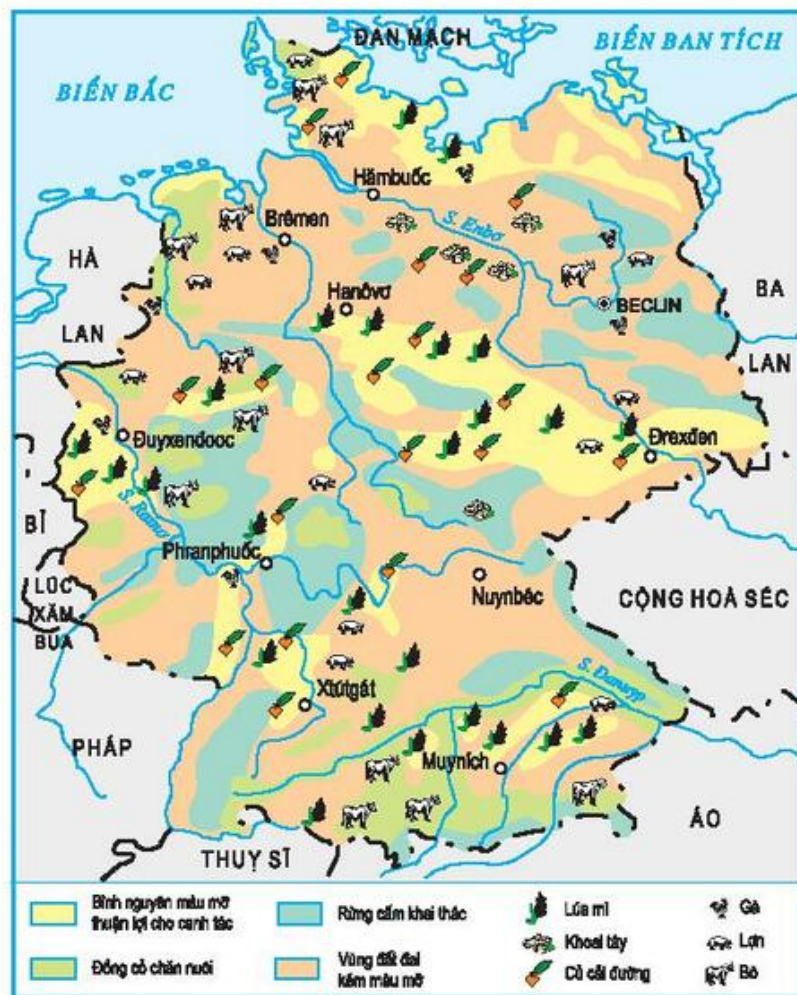 ĐAN MẠCH
BIỂN BAN TÍCH
BIỂN BẮC
Hămbuốc
S. Enbơ
Brêmen
HÀ
LAN
Hanôvơ
BECLIN
BA
LAN
Đuyxendooc
Đrexđen
S. Rainơ
BỈ
Phranphuốc
LÚC
XĂM
BUA
Nuynbéc
CỘNG HOÀ SÉC
Xtútgát
S. Đanuyp
PHÁP
Muyních
ÁO
THUỴ SĨ
Bình nguyên màu mỡ
thuận lợi cho canh tác
Rừng cấm khai thác
Lúa mì
Gà
Khoai tây
Lợn
Đồng cỏ chăn nuôi
Vùng đất đai
kém màu mỡ
Củ cải đường
Bò